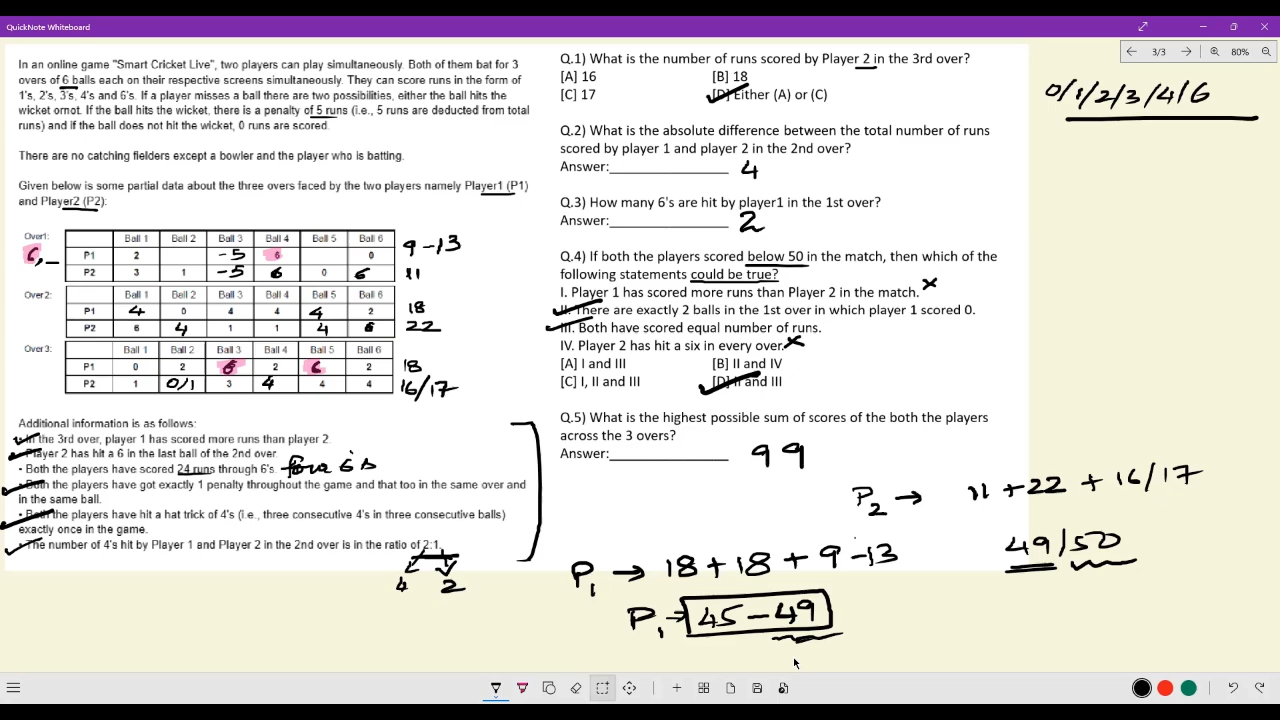 QuickNote Whiteboard
3/3
80%
In an online game "Smart Cricket Live", two players can play simultaneously. Both of them bat for 3
overs of 6 balls each on their respective screens simultaneously. They can score runs in the form of
1's, 2's, 3's, 4's and 6's. If a player misses a ball there are two possibilities, either the ball hits the
wicket ornot. If the ball hits the wicket, there is a penalty of 5 runs (i.e., 5 runs are deducted from total
runs) and if the ball does not hit the wicket, 0 runs are scored.
There are no catching fielders except a bowler and the player who is batting.
Given below is some partial data about the three overs faced by the two players namely Player1 (P1)
and Player2 (P2):
Over1:
Ball 1 Ball 2 Ball 3 Ball 4 Ball 5 Ball 6
6, _ P1 2 -5 6 0 9-13
P2 3 1 -5 6 0 6 11
Over2:
Ball 1 Ball 2 Ball 3 Ball 4 Ball 5 Ball 6
P1 4 0 4 4 4 2 18
P2 6 4 1 1 4 6 22
Over3:
Ball 1 Ball 2 Ball 3 Ball 4 Ball 5 Ball 6
P1 0 2 6 2 6 2 18
P2 1 0/1 3 4 4 4 16/17
Additional information is as follows:
• In the 3rd over, player 1 has scored more runs than player 2.
• Player 2 has hit a 6 in the last ball of the 2nd over.
• Both the players have scored 24 runs through 6's. four 6's
• Both the players have got exactly 1 penalty throughout the game and that too in the same over and
in the same ball.
• Both the players have hit a hat trick of 4's (i.e., three consecutive 4's in three consecutive balls)
exactly once in the game.
• The number of 4's hit by Player 1 and Player 2 in the 2nd over is in the ratio of 2:1.
4 2
Q.1) What is the number of runs scored by Player 2 in the 3rd over?
[A] 16 [B] 18
[C] 17 [D] Either (A) or (C)
Q.2) What is the absolute difference between the total number of runs
scored by player 1 and player 2 in the 2nd over?
Answer:_________________ 4
Q.3) How many 6's are hit by player1 in the 1st over?
Answer:_________________ 2
Q.4) If both the players scored below 50 in the match, then which of the
following statements could be true?
I. Player 1 has scored more runs than Player 2 in the match. x
II. There are exactly 2 balls in the 1st over in which player 1 scored 0.
III. Both have scored equal number of runs.
IV. Player 2 has hit a six in every over. x
[A] I and III [B] II and IV
[C] I, II and III [D] II and III
Q.5) What is the highest possible sum of scores of the both the players
across the 3 overs?
Answer:_________________ 99
0/1/2/3/4/6
P2 → 11 + 22 + 16/17
49/50
P1 → 18 + 18 + 9-13
P1 → 45 - 49